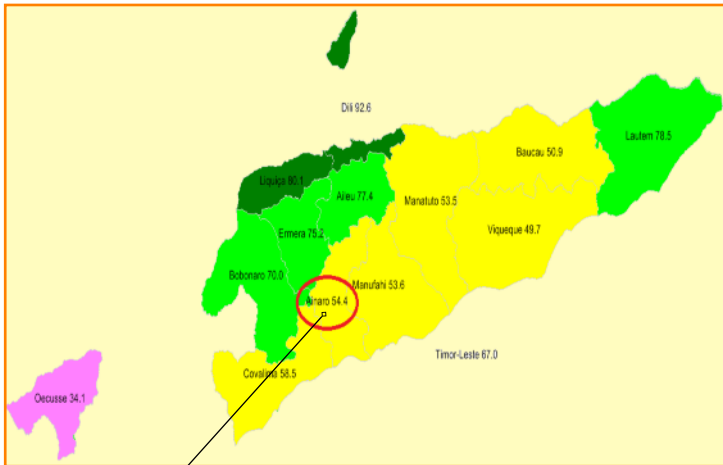 Dili 92.6
Lautem 78.5
Baucau 50.9
Liquiça 80.1
Aileu 77.4
Manatuto 53.5
Viqueque 49.7
Ermera 75.2
Bobonaro 70.0
Manufahi 53.6
Ainaro 54.4
Timor-Leste 67.0
Covalima 58.5
Oecusse 34.1